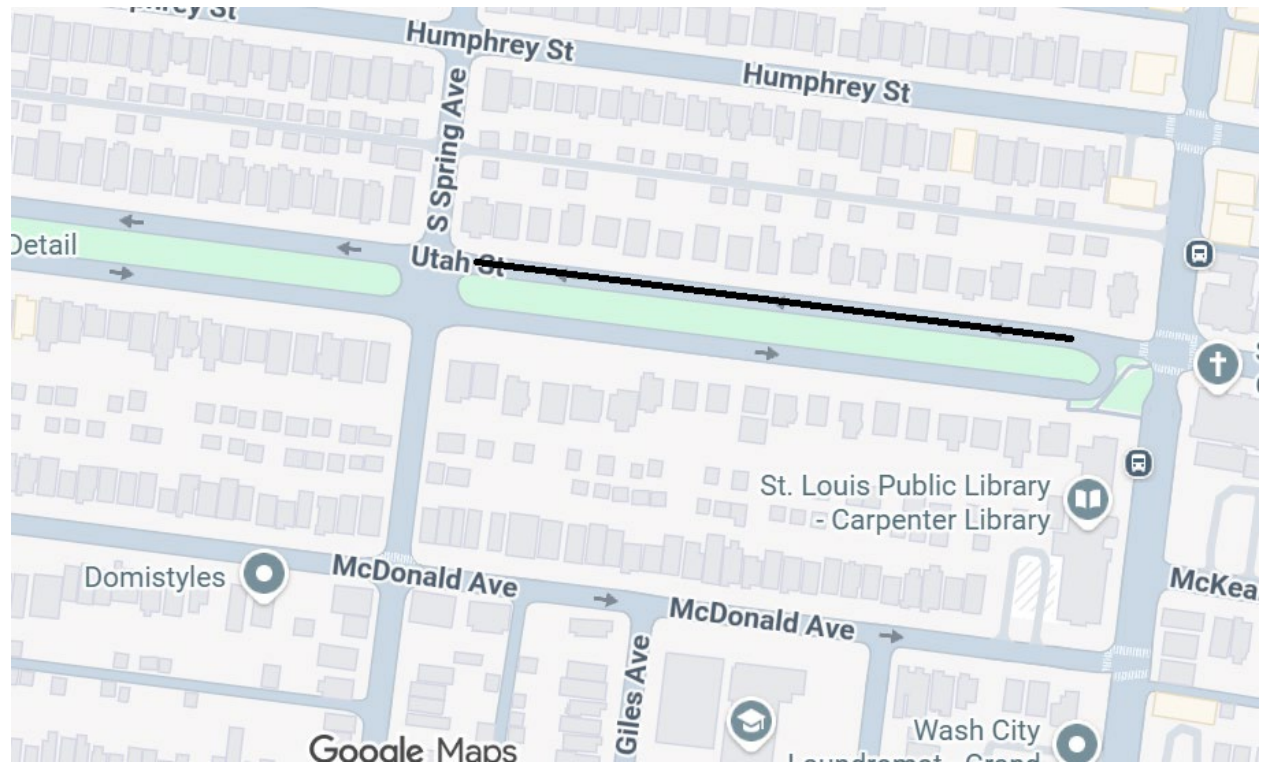 Humphrey St
Humphrey St
S Spring Ave
Detail
Utah St
St. Louis Public Library
- Carpenter Library
McDonald Ave
Domistyles
McKea
McDonald Ave
Giles Ave
Wash City
Google Maps